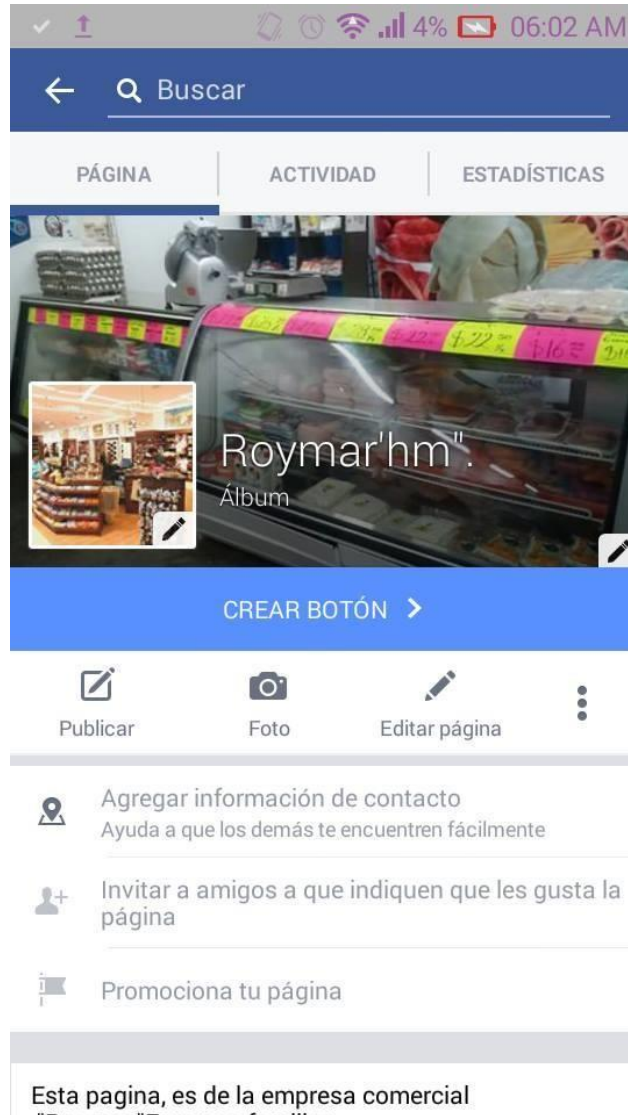 4% 06:02 AM
Buscar
PÁGINA ACTIVIDAD ESTADÍSTICAS
$22 $16
Roymar'hm".
Álbum
CREAR BOTÓN
Publicar Foto Editar página
Agregar información de contacto
Ayuda a que los demás te encuentren fácilmente
Invitar a amigos a que indiquen que les gusta la
página
Promociona tu página
Esta pagina, es de la empresa comercial